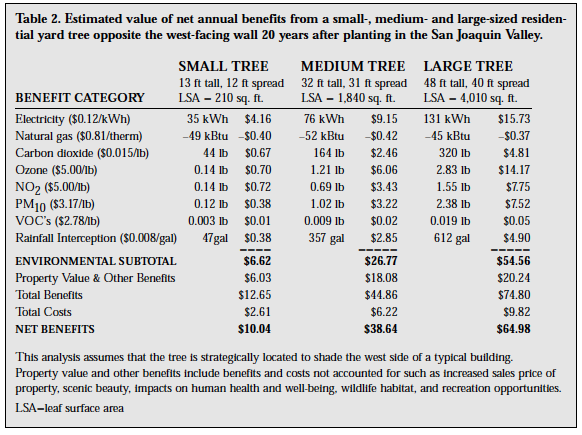 Table 2. Estimated value of net annual benefits from a small-, medium- and large-sized residen-
tial yard tree opposite the west-facing wall 20 years after planting in the San Joaquin Valley.
SMALL TREE MEDIUM TREE LARGE TREE
13 ft tall, 12 ft spread 32 ft tall, 31 ft spread 48 ft tall, 40 ft spread
BENEFIT CATEGORY LSA – 210 sq. ft. LSA – 1,840 sq. ft. LSA – 4,010 sq. ft.
Electricity ($0.12/kWh) 35 kWh $4.16 76 kWh $9.15 131 kWh $15.73
Natural gas ($0.81/therm) –49 kBtu –$0.40 –52 kBtu –$0.42 –45 kBtu –$0.37
Carbon dioxide ($0.015/lb) 44 lb $0.67 164 lb $2.46 320 lb $4.81
Ozone ($5.00/lb) 0.14 lb $0.70 1.21 lb $6.06 2.83 lb $14.17
NO2 ($5.00/lb) 0.14 lb $0.72 0.69 lb $3.43 1.55 lb $7.75
PM10 ($3.17/lb) 0.12 lb $0.38 1.02 lb $3.22 2.38 lb $7.52
VOC's ($2.78/lb) 0.003 lb $0.01 0.009 lb $0.02 0.019 lb $0.05
Rainfall Interception ($0.008/gal) 47gal $0.38 357 gal $2.85 612 gal $4.90
ENVIRONMENTAL SUBTOTAL $6.62 $26.77 $54.56
Property Value & Other Benefits $6.03 $18.08 $20.24
Total Benefits $12.65 $44.86 $74.80
Total Costs $2.61 $6.22 $9.82
NET BENEFITS $10.04 $38.64 $64.98
This analysis assumes that the tree is strategically located to shade the west side of a typical building.
Property value and other benefits include benefits and costs not accounted for such as increased sales price of
property, scenic beauty, impacts on human health and well-being, wildlife habitat, and recreation opportunities.
LSA–leaf surface area